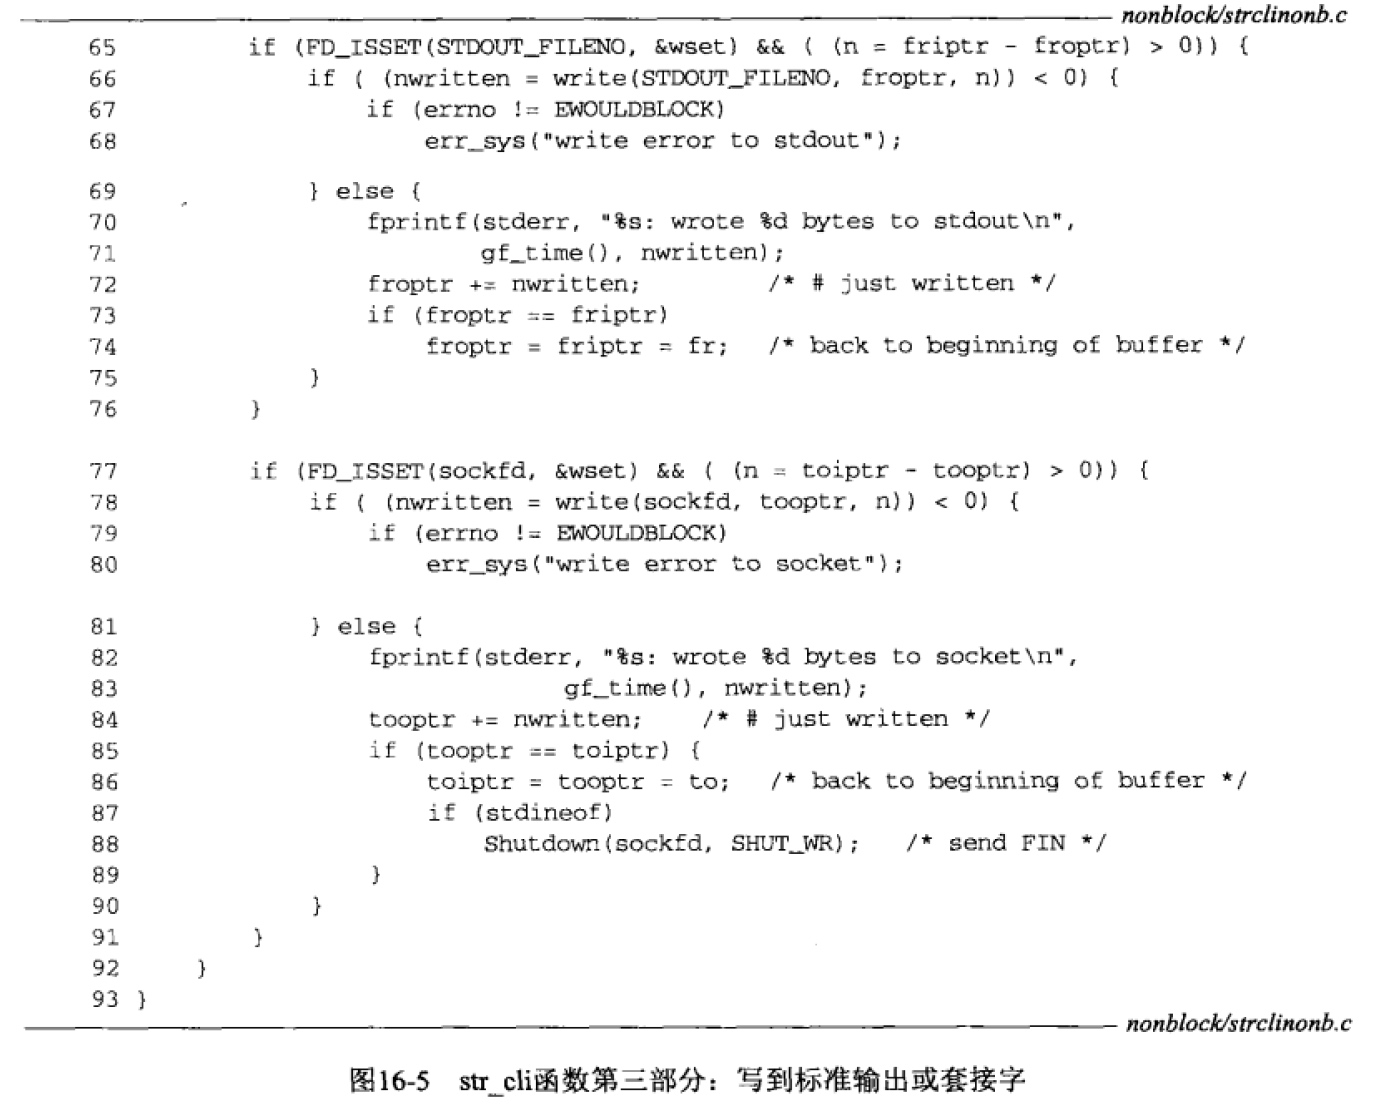 nonblock/strclinonb.c
65 if (FD_ISSET(STDOUT_FILENO, &wset) && ( (n = friptr - froptr) > 0)) {
66 if ( (nwritten = write(STDOUT_FILENO, froptr, n)) < 0) {
67 if (errno != EWOULDBLOCK)
68 err_sys("write error to stdout");
69 } else {
70 fprintf(stderr, "%s: wrote %d bytes to stdout\n",
71 gf_time(), nwritten);
72 froptr += nwritten; /* # just written */
73 if (froptr == friptr)
74 froptr = friptr = fr; /* back to beginning of buffer */
75 }
76 }
77 if (FD_ISSET(sockfd, &wset) && ( (n = toiptr - tooptr) > 0)) {
78 if ( (nwritten = write(sockfd, tooptr, n)) < 0) {
79 if (errno != EWOULDBLOCK)
80 err_sys("write error to socket");
81 } else {
82 fprintf(stderr, "%s: wrote %d bytes to socket\n",
83 gf_time(), nwritten);
84 tooptr += nwritten; /* # just written */
85 if (tooptr == toiptr) {
86 toiptr = tooptr = to; /* back to beginning of buffer */
87 if (stdineof)
88 Shutdown(sockfd, SHUT_WR); /* send FIN */
89 }
90 }
91 }
92 }
93 }
nonblock/strclinonb.c
图16-5 str_cli函数第三部分：写到标准输出或套接字